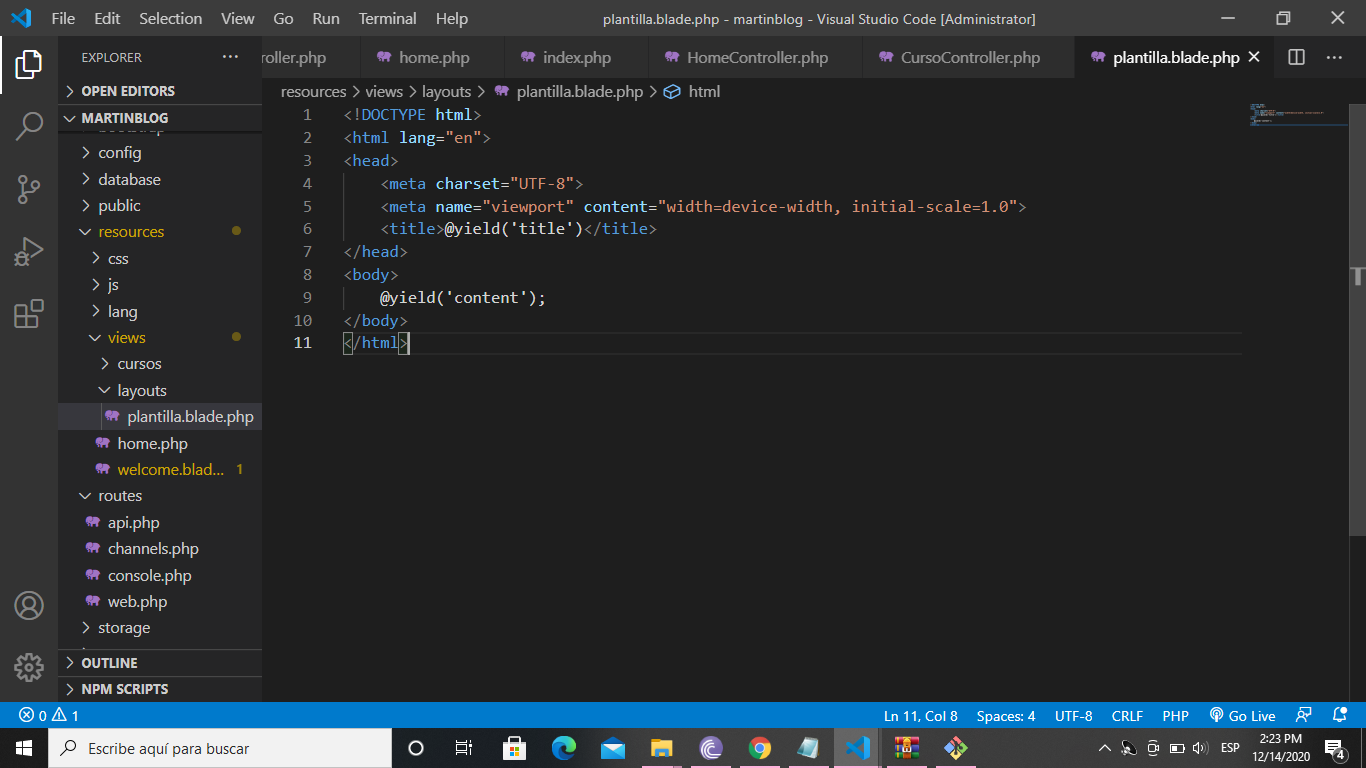 File Edit Selection View Go Run Terminal Help plantilla.blade.php - martinblog - Visual Studio Code [Administrator]
EXPLORER ...
roller.php home.php index.php HomeController.php CursoController.php plantilla.blade.php
OPEN EDITORS
MARTINBLOG
config
database
public
resources
css
js
lang
views
cursos
layouts
plantilla.blade.php
home.php
welcome.blad... 1
routes
api.php
channels.php
console.php
web.php
storage
OUTLINE
NPM SCRIPTS
resources > views > layouts > plantilla.blade.php > html
1 <!DOCTYPE html>
2 <html lang="en">
3 <head>
4 <meta charset="UTF-8">
5 <meta name="viewport" content="width=device-width, initial-scale=1.0">
6 <title>@yield('title')</title>
7 </head>
8 <body>
9 @yield('content');
10 </body>
11 </html>
0 1 Ln 11, Col 8 Spaces: 4 UTF-8 CRLF PHP Go Live
Escribe aquí para buscar
ESP
2:23 PM
12/14/2020
4